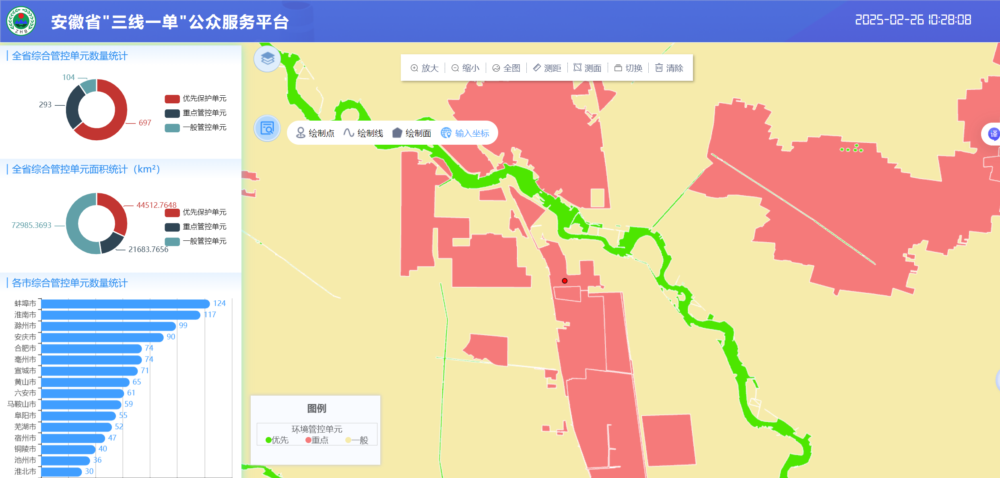 安徽省"三线一单"公众服务平台
2025-02-26 10:28:08
ZHB
全省综合管控单元数量统计
104
293
697
优先保护单元
重点管控单元
一般管控单元
全省综合管控单元面积统计（km²）
44512.7648
72985.3693
21683.7656
优先保护单元
重点管控单元
一般管控单元
各市综合管控单元数量统计
蚌埠市 124
淮南市 117
滁州市 99
安庆市 90
合肥市 74
亳州市 74
宣城市 71
黄山市 65
六安市 61
马鞍山市 59
阜阳市 55
芜湖市 52
宿州市 47
铜陵市 40
池州市 36
淮北市 30
放大 缩小 全图 测距 测面 切换 清除
绘制点 绘制线 绘制面 输入坐标
译
图例
环境管控单元
优先 重点 一般